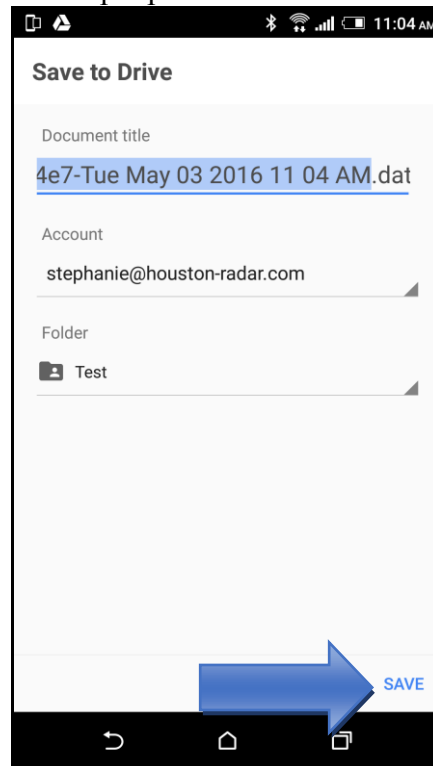 11:04 AM
Save to Drive
Document title
4e7-Tue May 03 2016 11 04 AM.dat
Account
stephanie@houston-radar.com
Folder
Test
SAVE